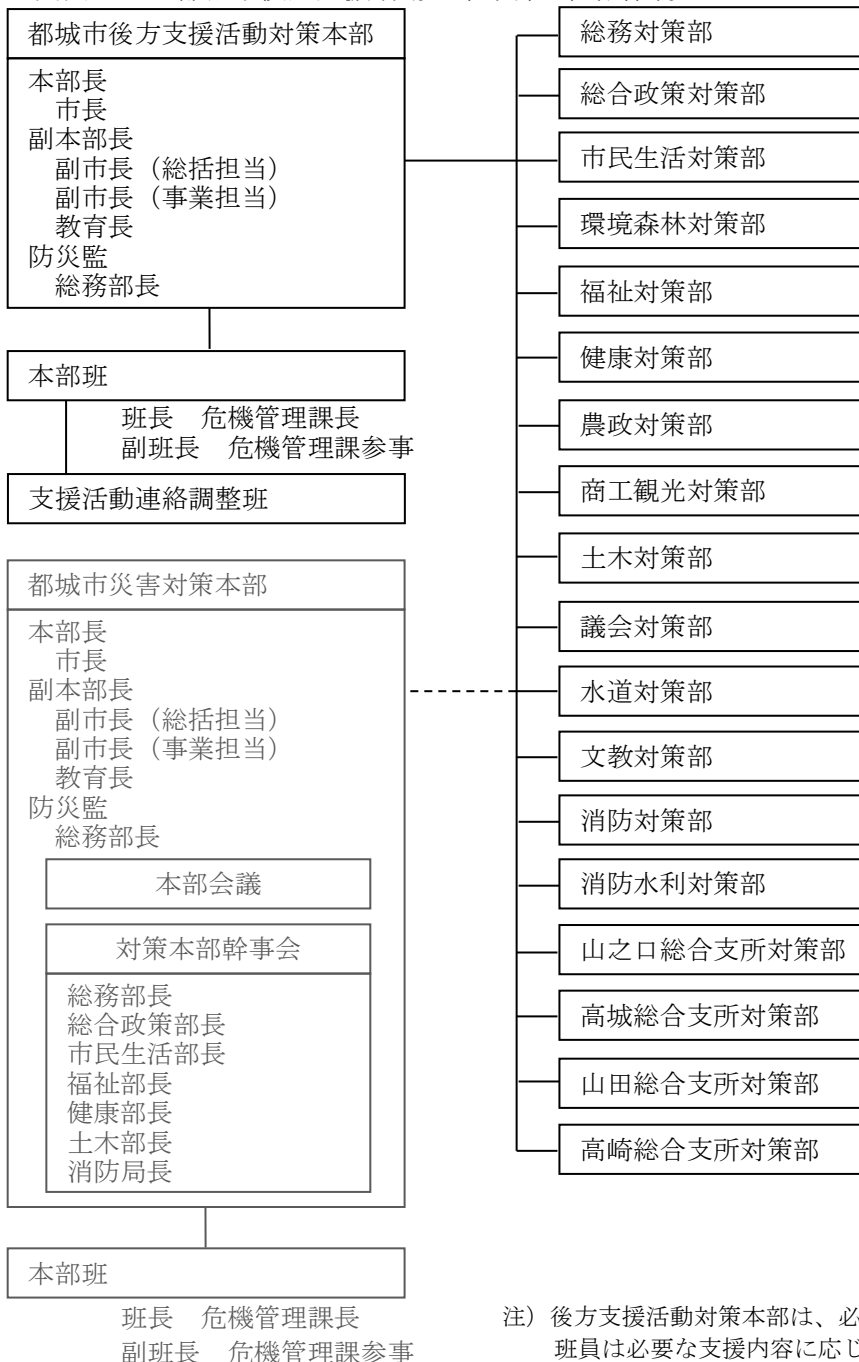 都城市後方支援活動対策本部
本部長
市長
副本部長
副市長（総括担当）
副市長（事業担当）
教育長
防災監
総務部長
本部班
班長　危機管理課長
副班長　危機管理課参事
支援活動連絡調整班
都城市災害対策本部
本部長
市長
副本部長
副市長（総括担当）
副市長（事業担当）
教育長
防災監
総務部長
本部会議
対策本部幹事会
総務部長
総合政策部長
市民生活部長
福祉部長
健康部長
土木部長
消防局長
本部班
班長　危機管理課長
副班長　危機管理課参事
総務対策部
総合政策対策部
市民生活対策部
環境森林対策部
福祉対策部
健康対策部
農政対策部
商工観光対策部
土木対策部
議会対策部
水道対策部
文教対策部
消防対策部
消防水利対策部
山之口総合支所対策部
高城総合支所対策部
山田総合支所対策部
高崎総合支所対策部
注）後方支援活動対策本部は、必
班員は必要な支援内容に応じ